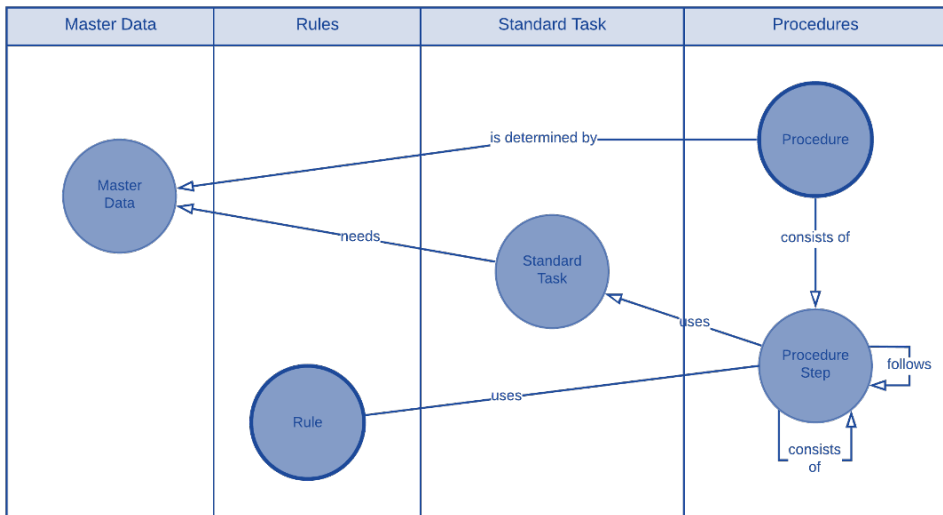 Master Data
Rules
Standard Task
Procedures
is determined by
Procedure
Master
Data
needs
consists of
Standard
Task
uses
Procedure
Step
follows
uses
Rule
consists
of